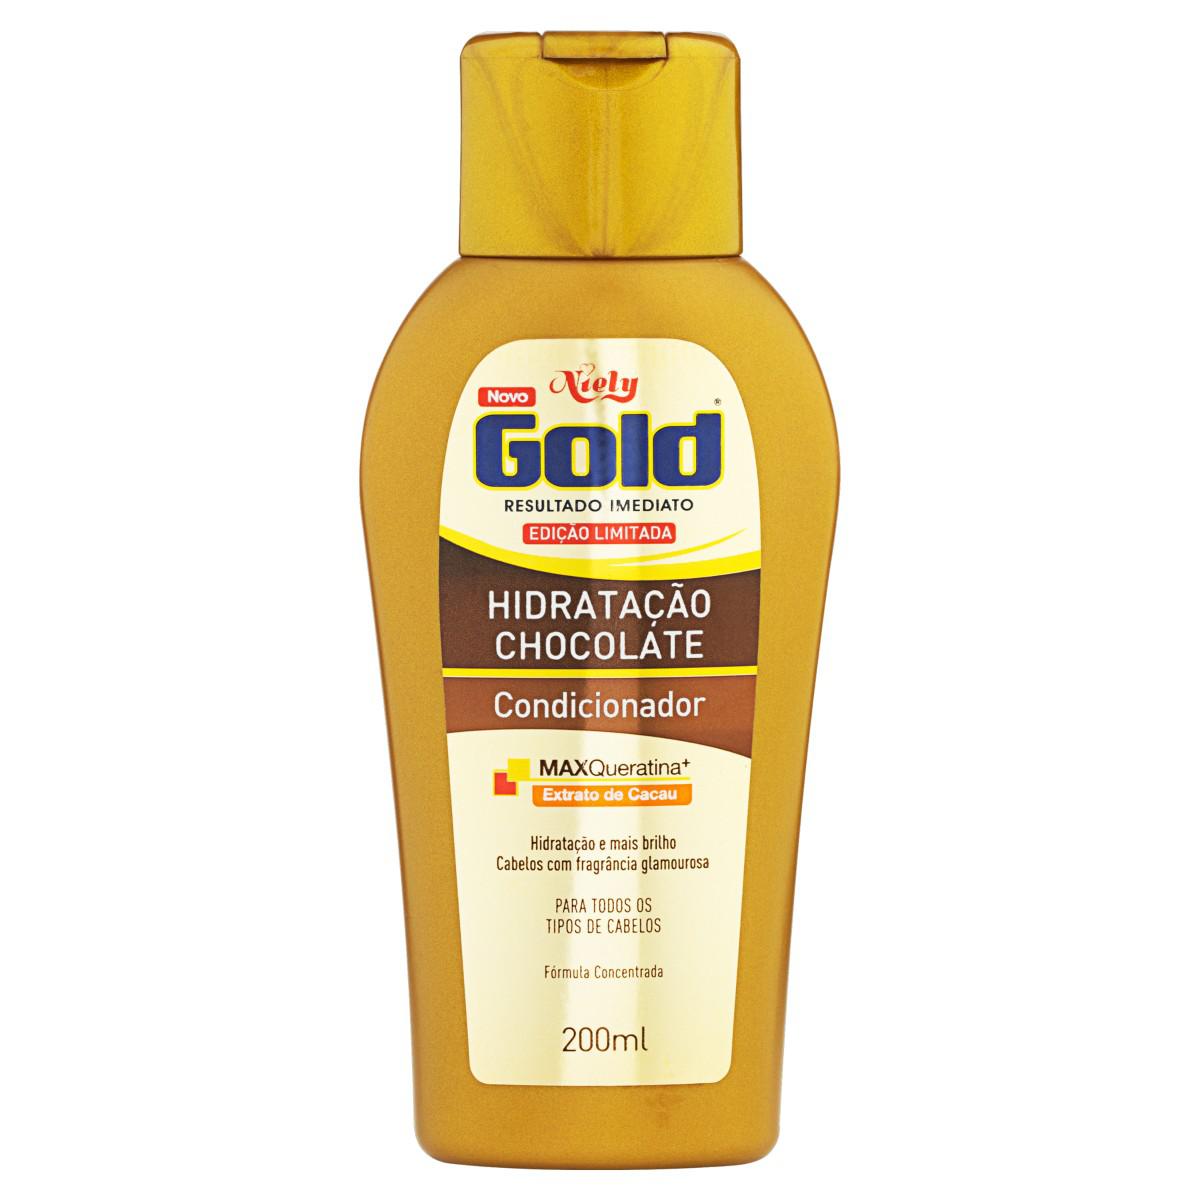 Niely
Novo
Gold®
RESULTADO IMEDIATO
EDIÇÃO LIMITADA
HIDRATAÇÃO
CHOCOLATE
Condicionador
MAXQueratina+
Extrato de Cacau
Hidratação e mais brilho
Cabelos com fragrância glamourosa
PARA TODOS OS
TIPOS DE CABELOS
Fórmula Concentrada
200ml